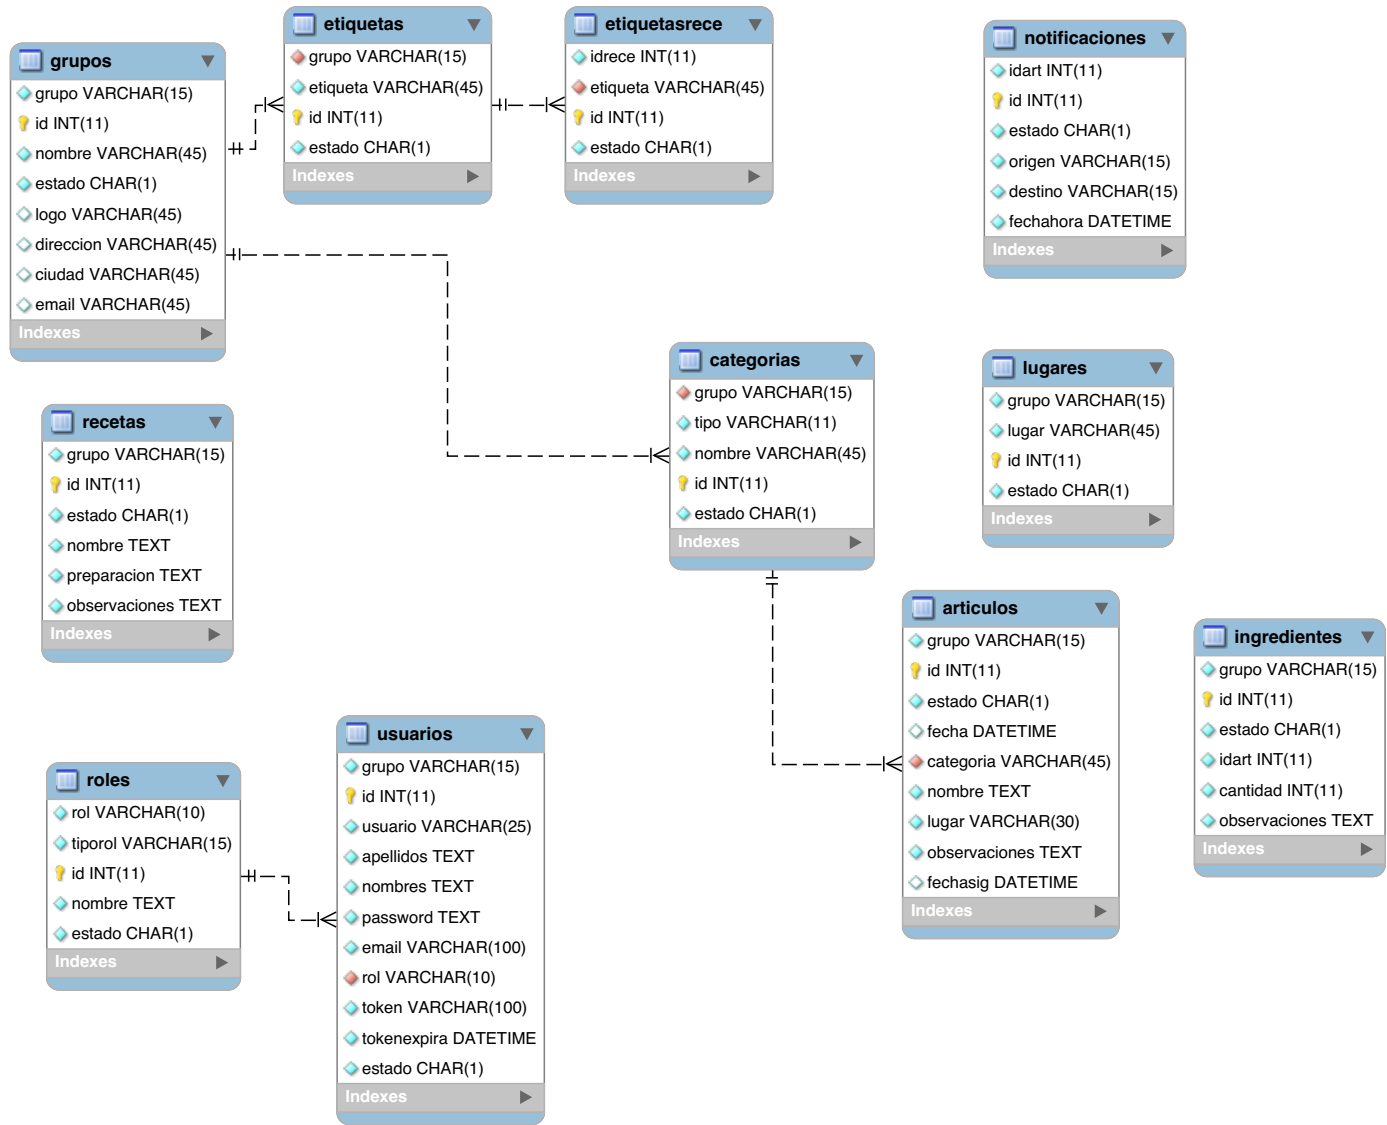 grupos
grupo VARCHAR(15)
id INT(11)
nombre VARCHAR(45)
estado CHAR(1)
logo VARCHAR(45)
direccion VARCHAR(45)
ciudad VARCHAR(45)
email VARCHAR(45)
Indexes
etiquetas
grupo VARCHAR(15)
etiqueta VARCHAR(45)
id INT(11)
estado CHAR(1)
Indexes
etiquetasrece
idrece INT(11)
etiqueta VARCHAR(45)
id INT(11)
estado CHAR(1)
Indexes
notificaciones
idart INT(11)
id INT(11)
estado CHAR(1)
origen VARCHAR(15)
destino VARCHAR(15)
fechahora DATETIME
Indexes
recetas
grupo VARCHAR(15)
id INT(11)
estado CHAR(1)
nombre TEXT
preparacion TEXT
observaciones TEXT
Indexes
categorias
grupo VARCHAR(15)
tipo VARCHAR(11)
nombre VARCHAR(45)
id INT(11)
estado CHAR(1)
Indexes
lugares
grupo VARCHAR(15)
lugar VARCHAR(45)
id INT(11)
estado CHAR(1)
Indexes
articulos
grupo VARCHAR(15)
id INT(11)
estado CHAR(1)
fecha DATETIME
categoria VARCHAR(45)
nombre TEXT
lugar VARCHAR(30)
observaciones TEXT
fechasig DATETIME
Indexes
ingredientes
grupo VARCHAR(15)
id INT(11)
estado CHAR(1)
idart INT(11)
cantidad INT(11)
observaciones TEXT
Indexes
roles
rol VARCHAR(10)
tiporol VARCHAR(15)
id INT(11)
nombre TEXT
estado CHAR(1)
Indexes
usuarios
grupo VARCHAR(15)
id INT(11)
usuario VARCHAR(25)
apellidos TEXT
nombres TEXT
password TEXT
email VARCHAR(100)
rol VARCHAR(10)
token VARCHAR(100)
tokenexpira DATETIME
estado CHAR(1)
Indexes